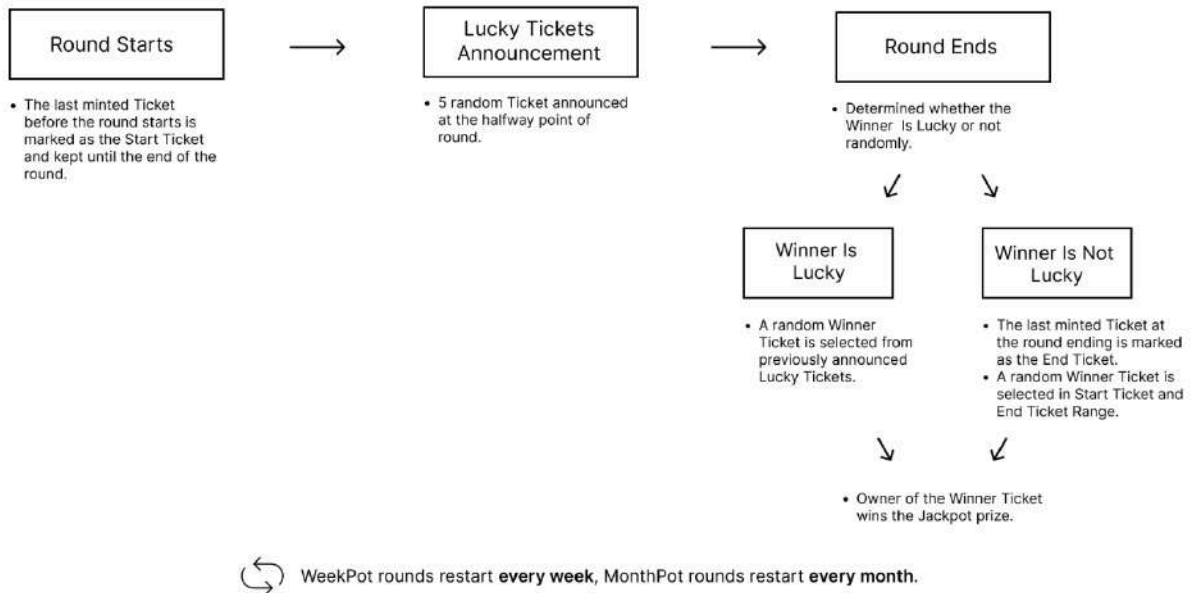 Round Starts
Lucky Tickets
Announcement
Round Ends
• The last minted Ticket
before the round starts is
marked as the Start Ticket
and kept until the end of the
round.
• 5 random Ticket announced
at the halfway point of
round.
• Determined whether the
Winner Is Lucky or not
randomly.
Winner Is
Lucky
Winner Is Not
Lucky
• A random Winner
Ticket is selected from
previously announced
Lucky Tickets.
• The last minted Ticket at
the round ending is marked
as the End Ticket.
• A random Winner Ticket is
selected in Start Ticket and
End Ticket Range.
• Owner of the Winner Ticket
wins the Jackpot prize.
WeekPot rounds restart every week, MonthPot rounds restart every month.